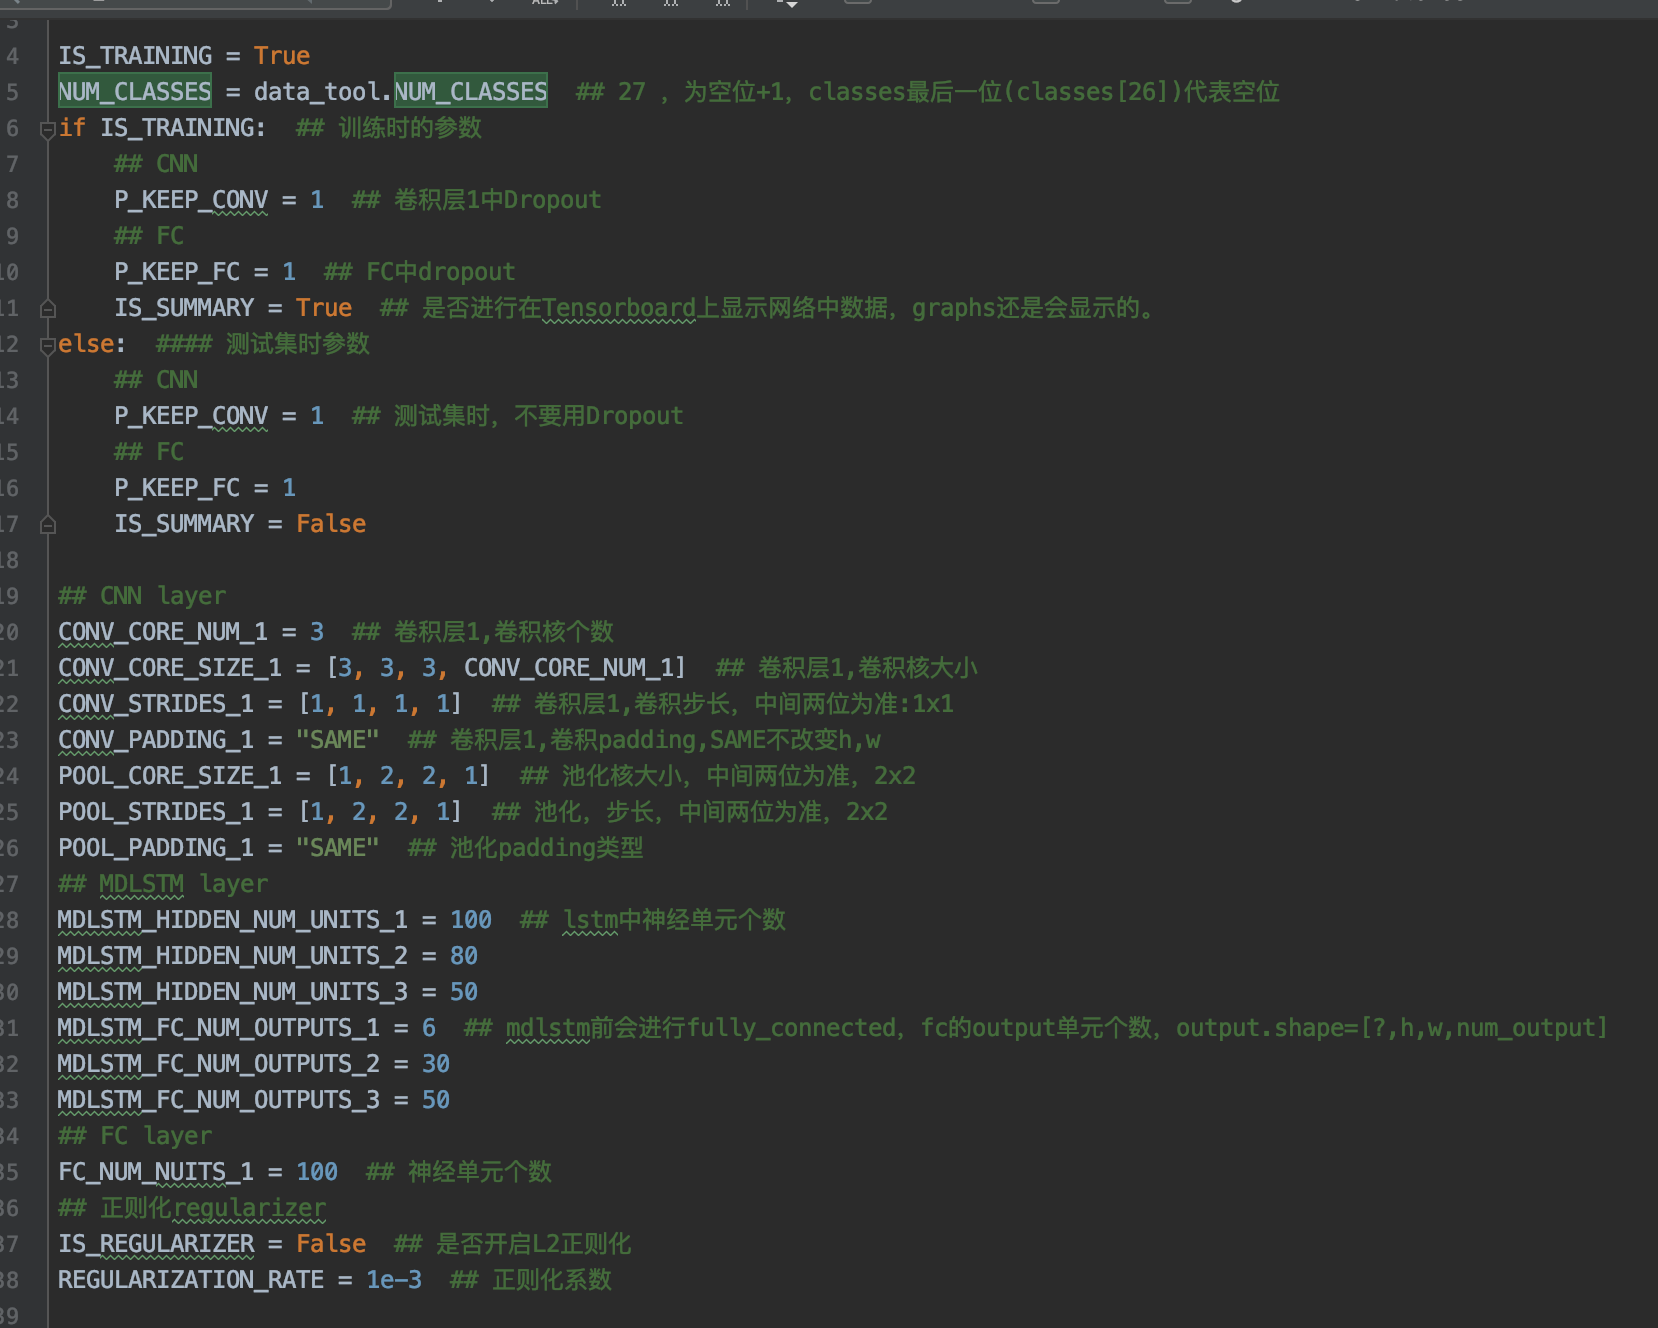 4 IS_TRAINING = True
5 NUM_CLASSES = data_tool.NUM_CLASSES  ## 27 ，为空位+1，classes最后一位(classes[26])代表空位
6 if IS_TRAINING:  ## 训练时的参数
7     ## CNN
8     P_KEEP_CONV = 1  ## 卷积层1中Dropout
9     ## FC
10     P_KEEP_FC = 1  ## FC中dropout
11     IS_SUMMARY = True  ## 是否进行在Tensorboard上显示网络中数据，graphs还是会显示的。
12 else:  #### 测试集时参数
13     ## CNN
14     P_KEEP_CONV = 1  ## 测试集时，不要用Dropout
15     ## FC
16     P_KEEP_FC = 1
17     IS_SUMMARY = False
18
19 ## CNN layer
20 CONV_CORE_NUM_1 = 3  ## 卷积层1,卷积核个数
21 CONV_CORE_SIZE_1 = [3, 3, 3, CONV_CORE_NUM_1]  ## 卷积层1,卷积核大小
22 CONV_STRIDES_1 = [1, 1, 1, 1]  ## 卷积层1,卷积步长，中间两位为准:1x1
23 CONV_PADDING_1 = "SAME"  ## 卷积层1,卷积padding,SAME不改变h,w
24 POOL_CORE_SIZE_1 = [1, 2, 2, 1]  ## 池化核大小，中间两位为准，2x2
25 POOL_STRIDES_1 = [1, 2, 2, 1]  ## 池化，步长，中间两位为准，2x2
26 POOL_PADDING_1 = "SAME"  ## 池化padding类型
27 ## MDLSTM layer
28 MDLSTM_HIDDEN_NUM_UNITS_1 = 100  ## lstm中神经单元个数
29 MDLSTM_HIDDEN_NUM_UNITS_2 = 80
30 MDLSTM_HIDDEN_NUM_UNITS_3 = 50
31 MDLSTM_FC_NUM_OUTPUTS_1 = 6  ## mdlstm前会进行fully_connected，fc的output单元个数，output.shape=[?,h,w,num_output]
32 MDLSTM_FC_NUM_OUTPUTS_2 = 30
33 MDLSTM_FC_NUM_OUTPUTS_3 = 50
34 ## FC layer
35 FC_NUM_NUITS_1 = 100  ## 神经单元个数
36 ## 正则化regularizer
37 IS_REGULARIZER = False  ## 是否开启L2正则化
38 REGULARIZATION_RATE = 1e-3  ## 正则化系数
39